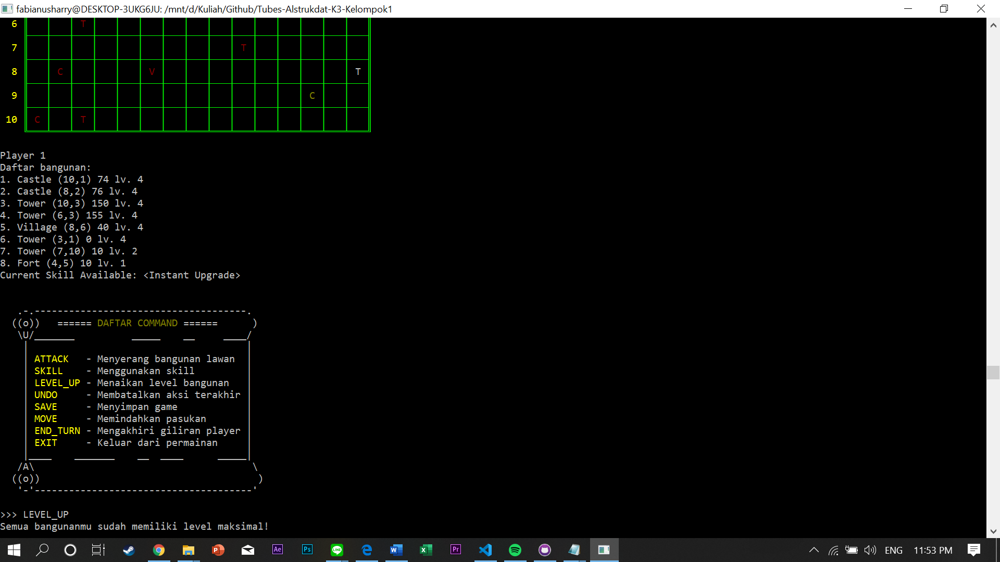 fabianusharry@DESKTOP-3UKG6JU: /mnt/d/Kuliah/Github/Tubes-Alstrukdat-K3-Kelompok1
6 T
7 T
8 C V T
9 C
10 C T
Player 1
Daftar bangunan:
1. Castle (10,1) 74 lv. 4
2. Castle (8,2) 76 lv. 4
3. Tower (10,3) 150 lv. 4
4. Tower (6,3) 155 lv. 4
5. Village (8,6) 40 lv. 4
6. Tower (3,1) 0 lv. 4
7. Tower (7,10) 10 lv. 2
8. Fort (4,5) 10 lv. 1
Current Skill Available: <Instant Upgrade>
.-.-------------------------------------.
((o))   ====== DAFTAR COMMAND ======      )
\U/_______          _____    __     ____/
ATTACK   - Menyerang bangunan lawan
SKILL    - Menggunakan skill
LEVEL_UP - Menaikan level bangunan
UNDO     - Membatalkan aksi terakhir
SAVE     - Menyimpan game
MOVE     - Memindahkan pasukan
END_TURN - Mengakhiri giliran player
EXIT     - Keluar dari permainan
|____    _______    __  ____      _____|
/A\                                      \
((o))                                      )
'-'--------------------------------------'
>>> LEVEL_UP
Semua bangunanmu sudah memiliki level maksimal!
P Ae Ps LINE W X Pr ENG 11:53 PM